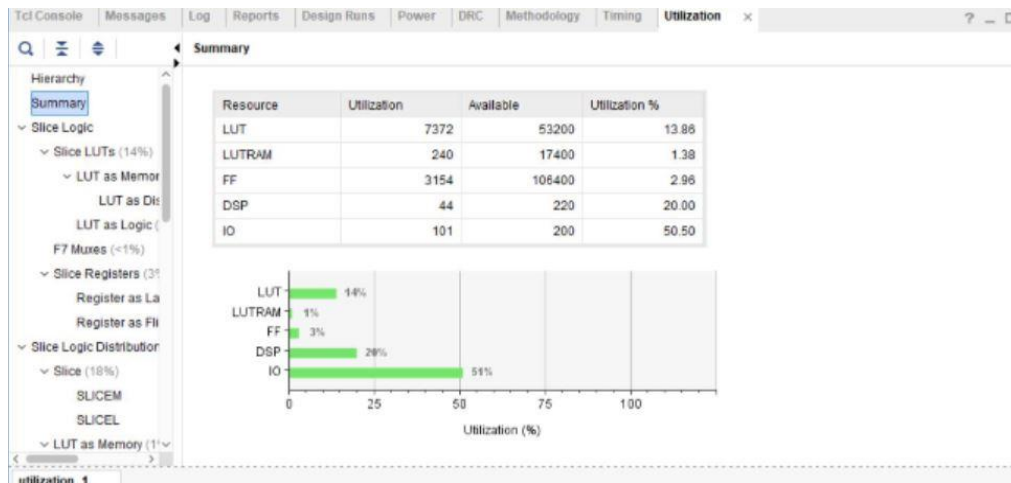 Tcl Console Messages Log Reports Design Runs Power DRC Methodology Timing Utilization × ? _
Summary
Hierarchy
Summary
Slice Logic
Slice LUTs (14%)
LUT as Memor
LUT as Dis
LUT as Logic (
F7 Muxes (<1%)
Slice Registers (3%
Register as La
Register as Fli
Slice Logic Distribution
Slice (18%)
SLICEM
SLICEL
LUT as Memory (1%
Resource Utilization Available Utilization %
LUT 7372 53200 13.86
LUTRAM 240 17400 1.38
FF 3154 106400 2.96
DSP 44 220 20.00
IO 101 200 50.50
LUT 14%
LUTRAM 1%
FF 3%
DSP 20%
IO 51%
0 25 50 75 100
Utilization (%)
utilization_1